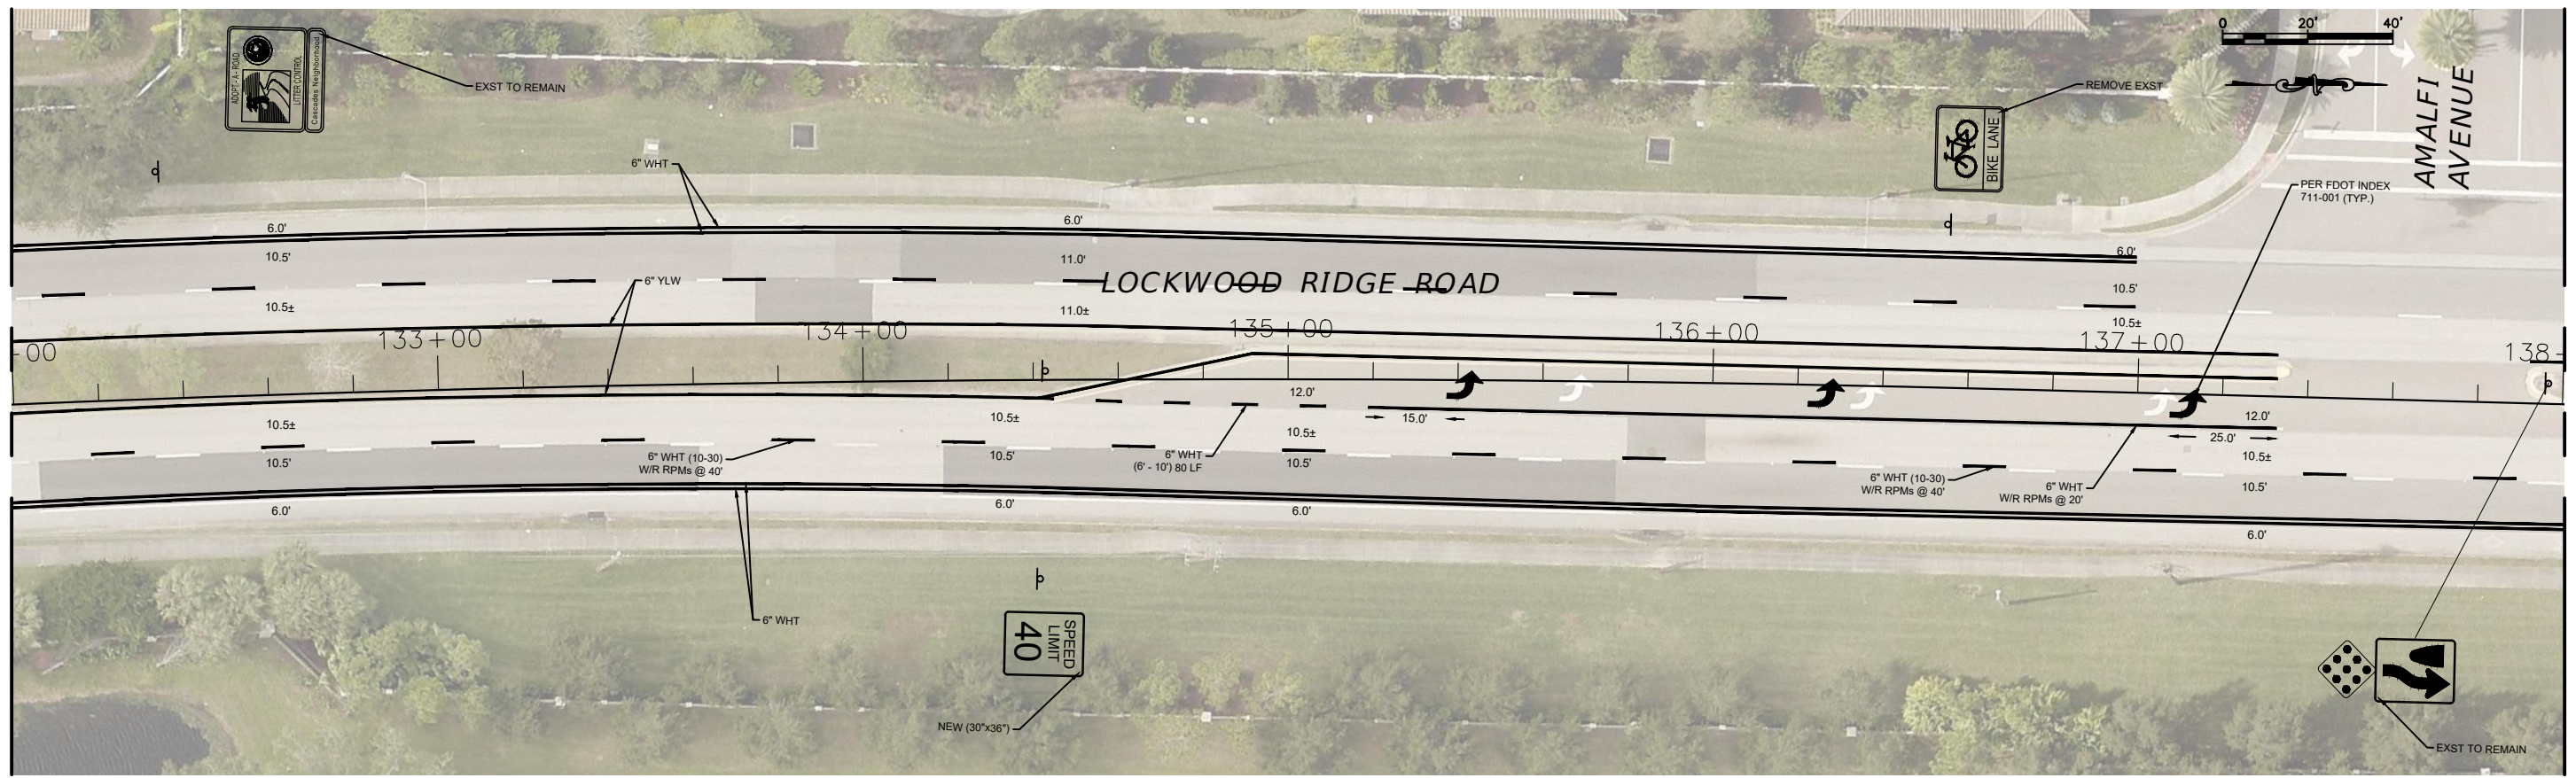 0 20' 40'
ADOPT-A-ROAD
LITTER CONTROL
Cascades Neighborhood
EXST TO REMAIN
REMOVE EXST
BIKE LANE
AMALFI
AVENUE
PER FDOT INDEX
711-001 (TYP.)
6" WHT
6.0'
6.0'
6.0'
10.5'
11.0'
10.5'
6" YLW
LOCKWOOD RIDGE ROAD
10.5±
11.0±
10.5±
+00
133+00
134+00
135+00
136+00
137+00
138+
12.0'
10.5±
10.5±
15.0'
12.0'
10.5±
25.0'
10.5±
6" WHT (10-30)
W/R RPMs @ 40'
6" WHT
(6' - 10') 80 LF
10.5'
10.5'
10.5'
6" WHT (10-30)
W/R RPMs @ 40'
6" WHT
W/R RPMs @ 20'
10.5'
6.0'
6.0'
6.0'
6.0'
6" WHT
SPEED
LIMIT
40
NEW (30"x36")
EXST TO REMAIN